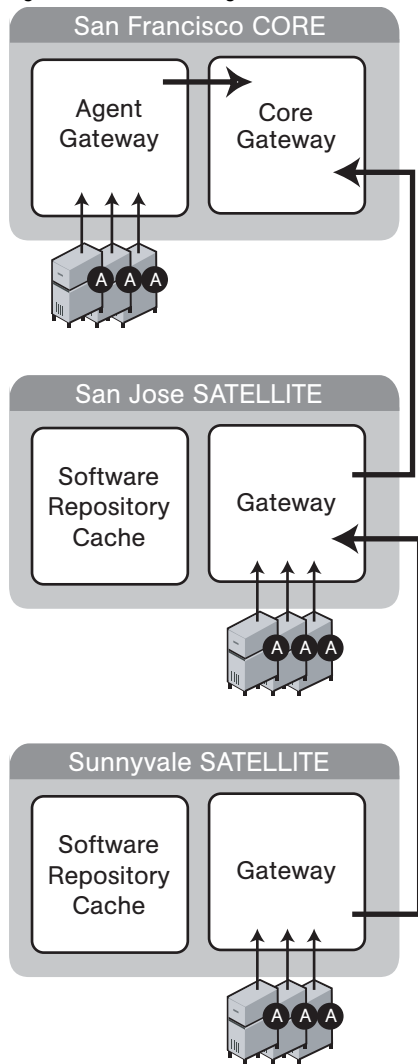 San Francisco CORE
Agent
Gateway
Core
Gateway
A A A
San Jose SATELLITE
Software
Repository
Cache
Gateway
A A A
Sunnyvale SATELLITE
Software
Repository
Cache
Gateway
A A A